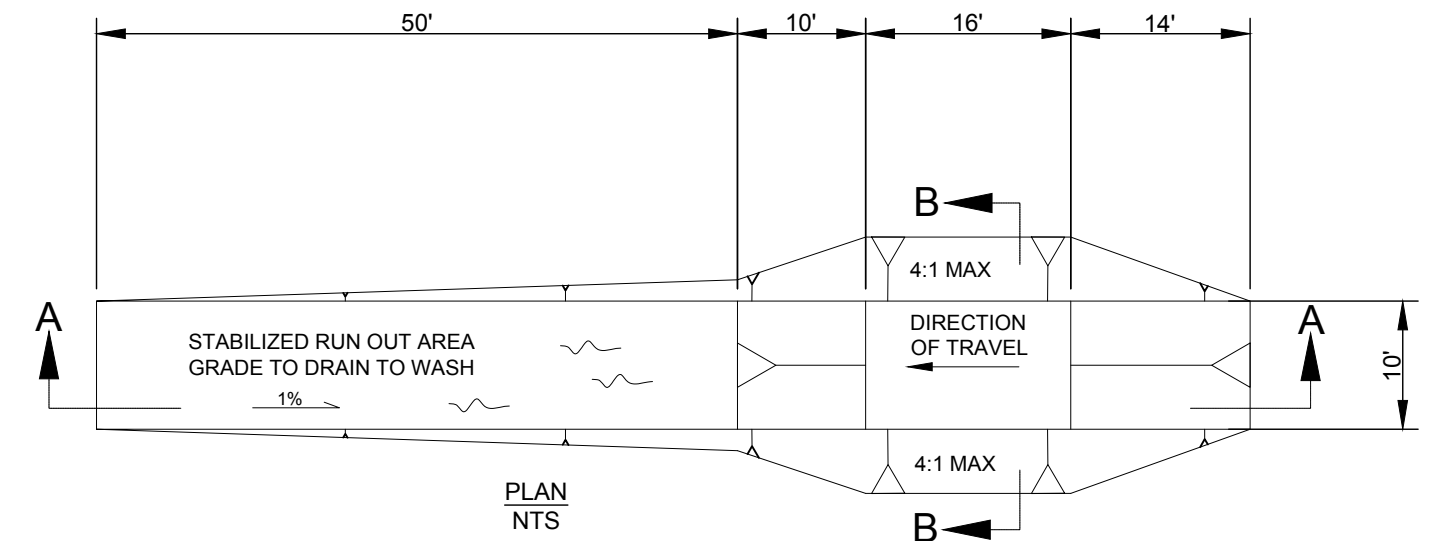 50'
10'
16'
14'
B
4:1 MAX
A
STABILIZED RUN OUT AREA
GRADE TO DRAIN TO WASH
1%
DIRECTION
OF TRAVEL
A
10'
4:1 MAX
PLAN
NTS
B